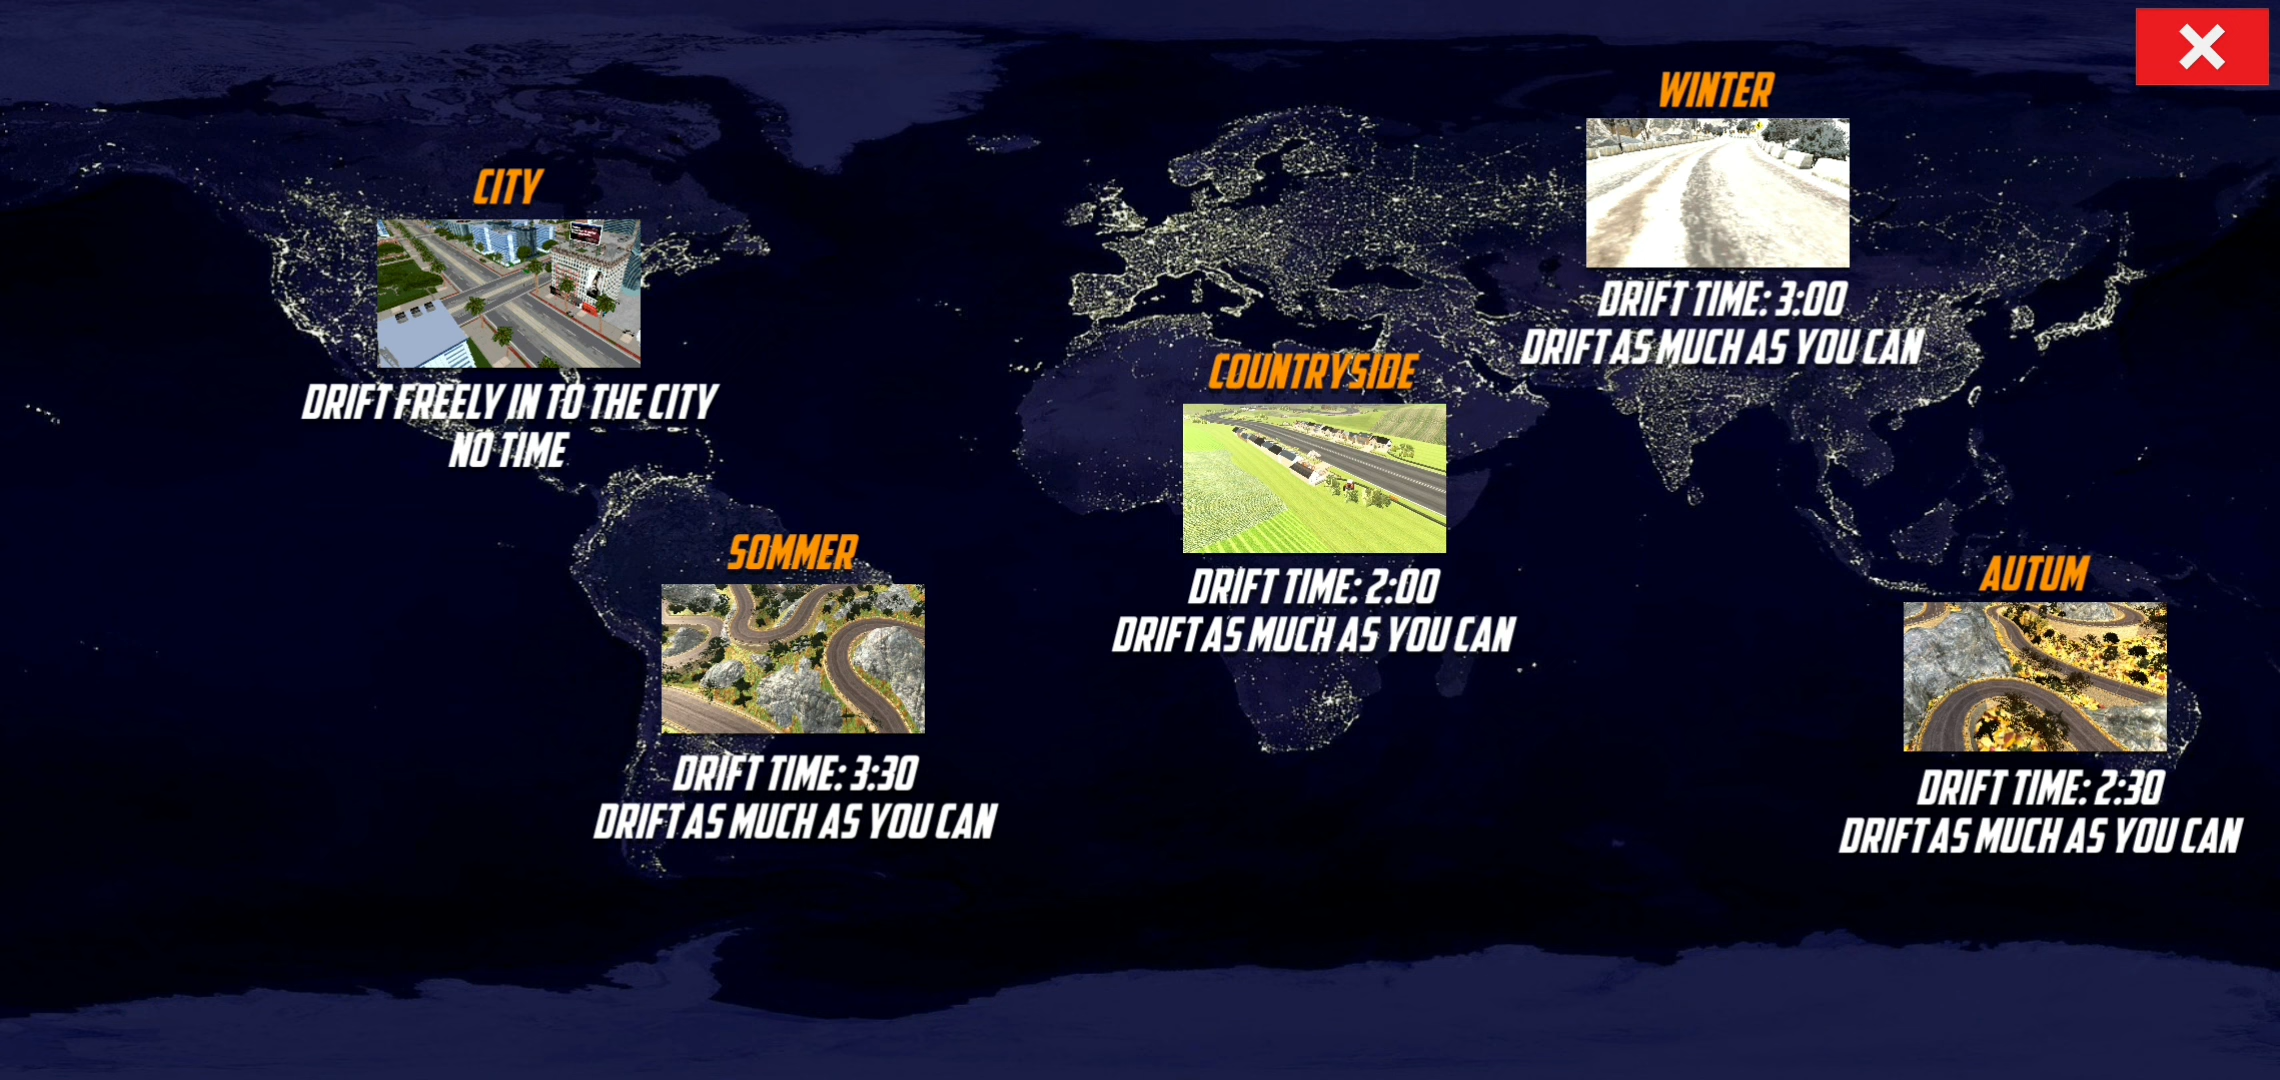 WINTER
DRIFT TIME: 3:00
DRIFT AS MUCH AS YOU CAN
CITY
DRIFT FREELY IN TO THE CITY
NO TIME
COUNTRYSIDE
DRIFT TIME: 2:00
DRIFT AS MUCH AS YOU CAN
SOMMER
DRIFT TIME: 3:30
DRIFT AS MUCH AS YOU CAN
AUTUM
DRIFT TIME: 2:30
DRIFT AS MUCH AS YOU CAN